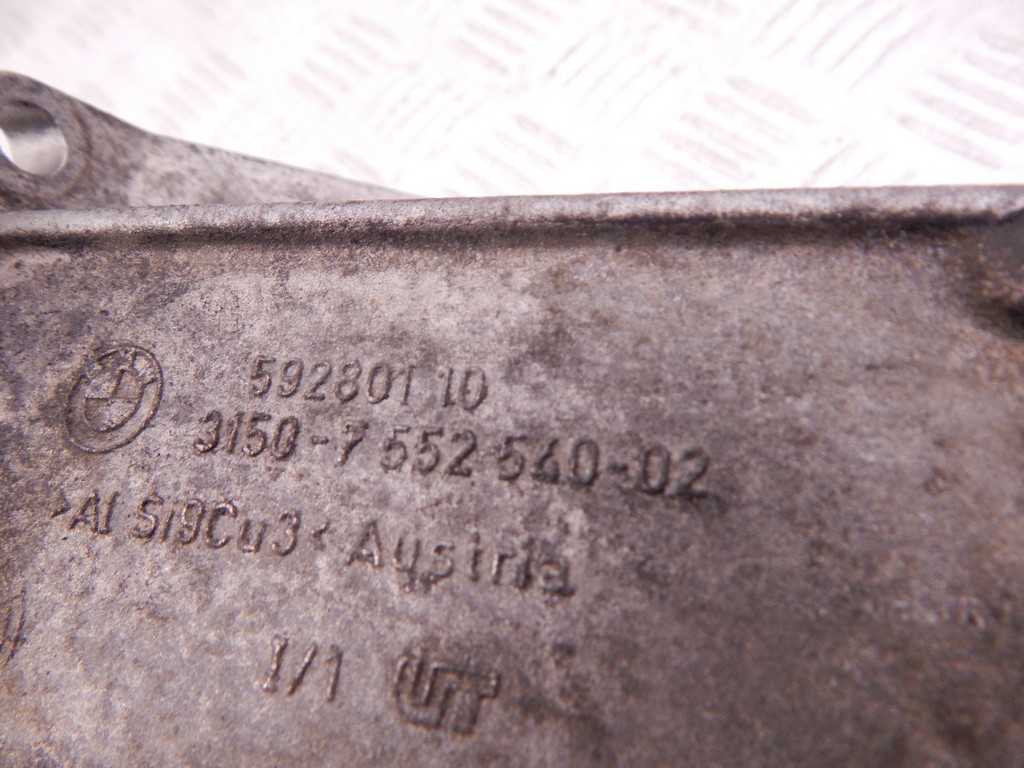 592801 10
3150-7 552 540-02
>Al Si9Cu3< Austria
I/1